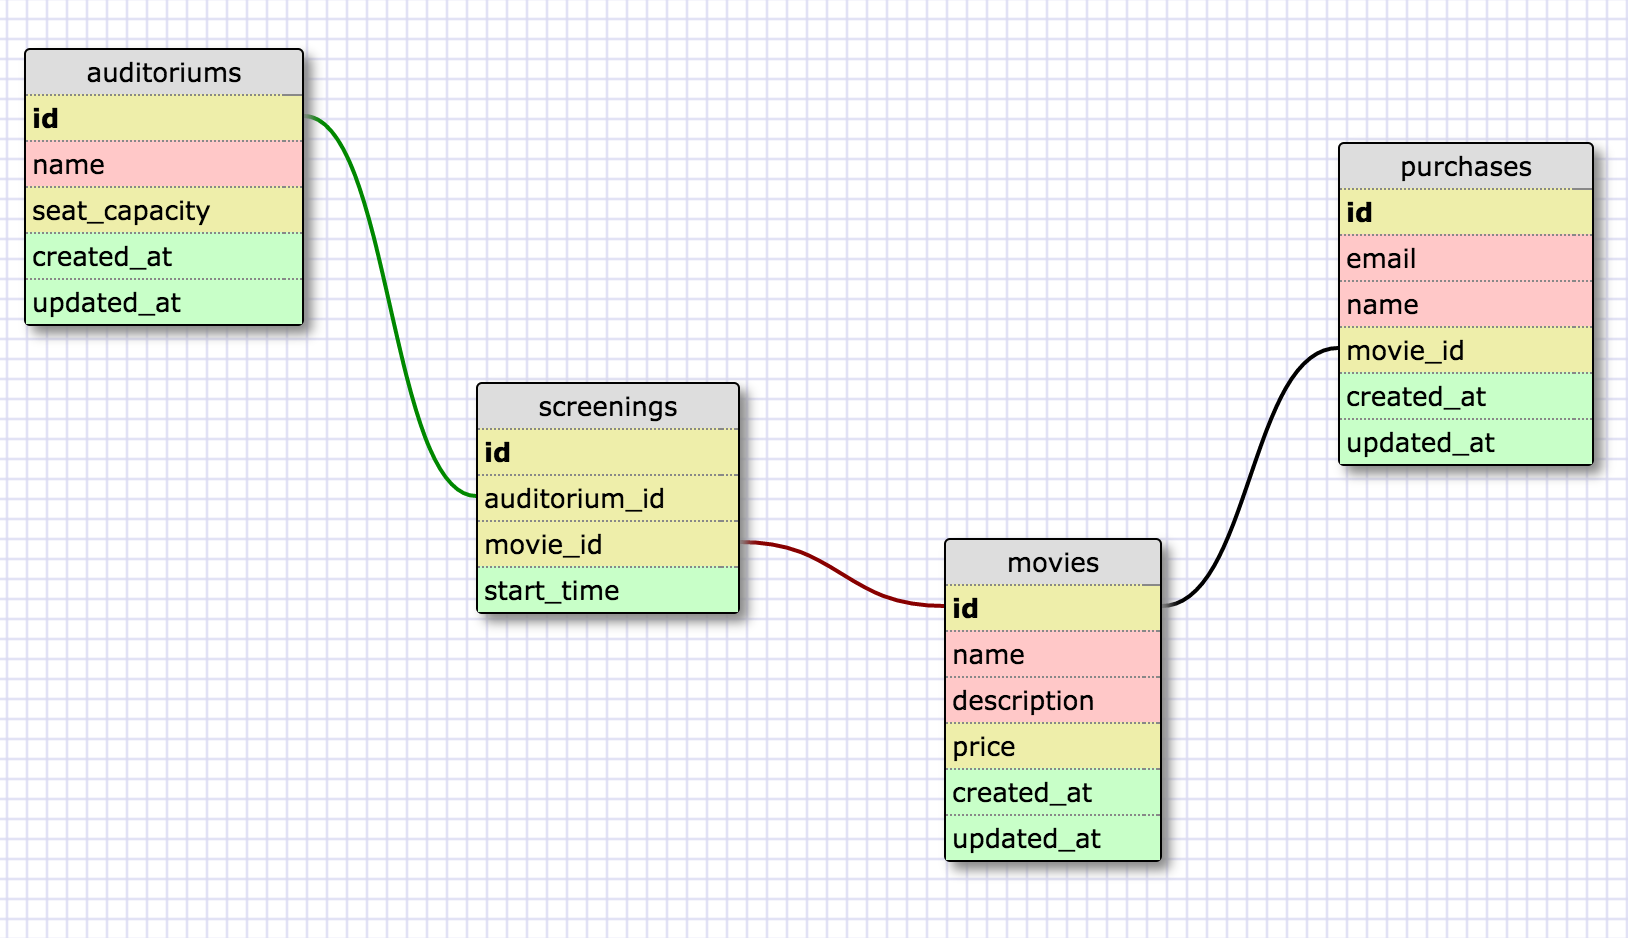 auditoriums
id
name
seat_capacity
created_at
updated_at
screenings
id
auditorium_id
movie_id
start_time
movies
id
name
description
price
created_at
updated_at
purchases
id
email
name
movie_id
created_at
updated_at